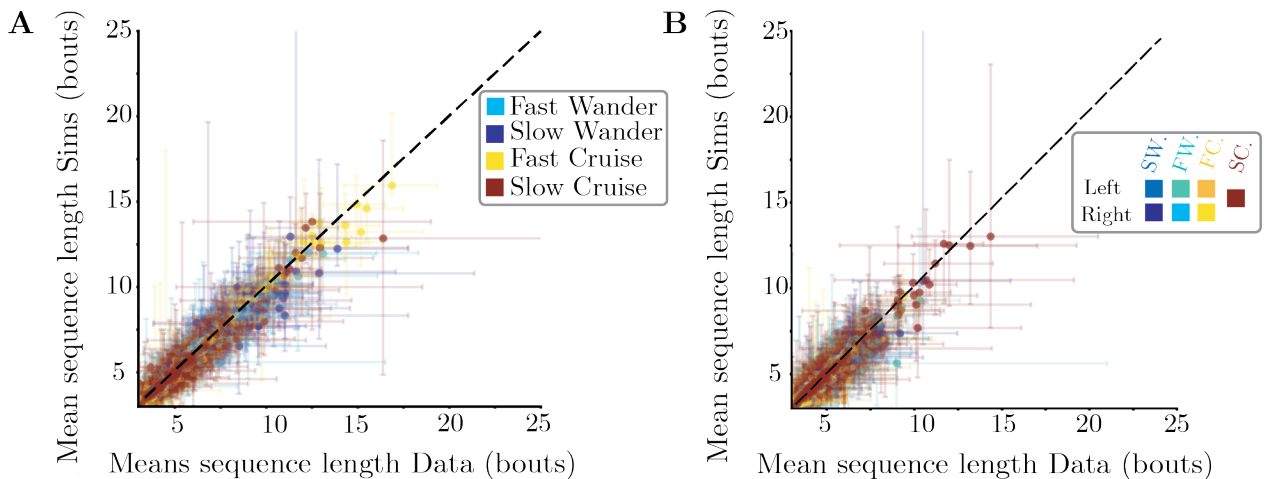 A
Mean sequence length Sims (bouts)
25
20
15
10
5
5 10 15 20 25
Means sequence length Data (bouts)
Fast Wander
Slow Wander
Fast Cruise
Slow Cruise
B
Mean sequence length Sims (bouts)
25
20
15
10
5
5 10 15 20 25
Mean sequence length Data (bouts)
SW. FW. FC. SC.
Left
Right